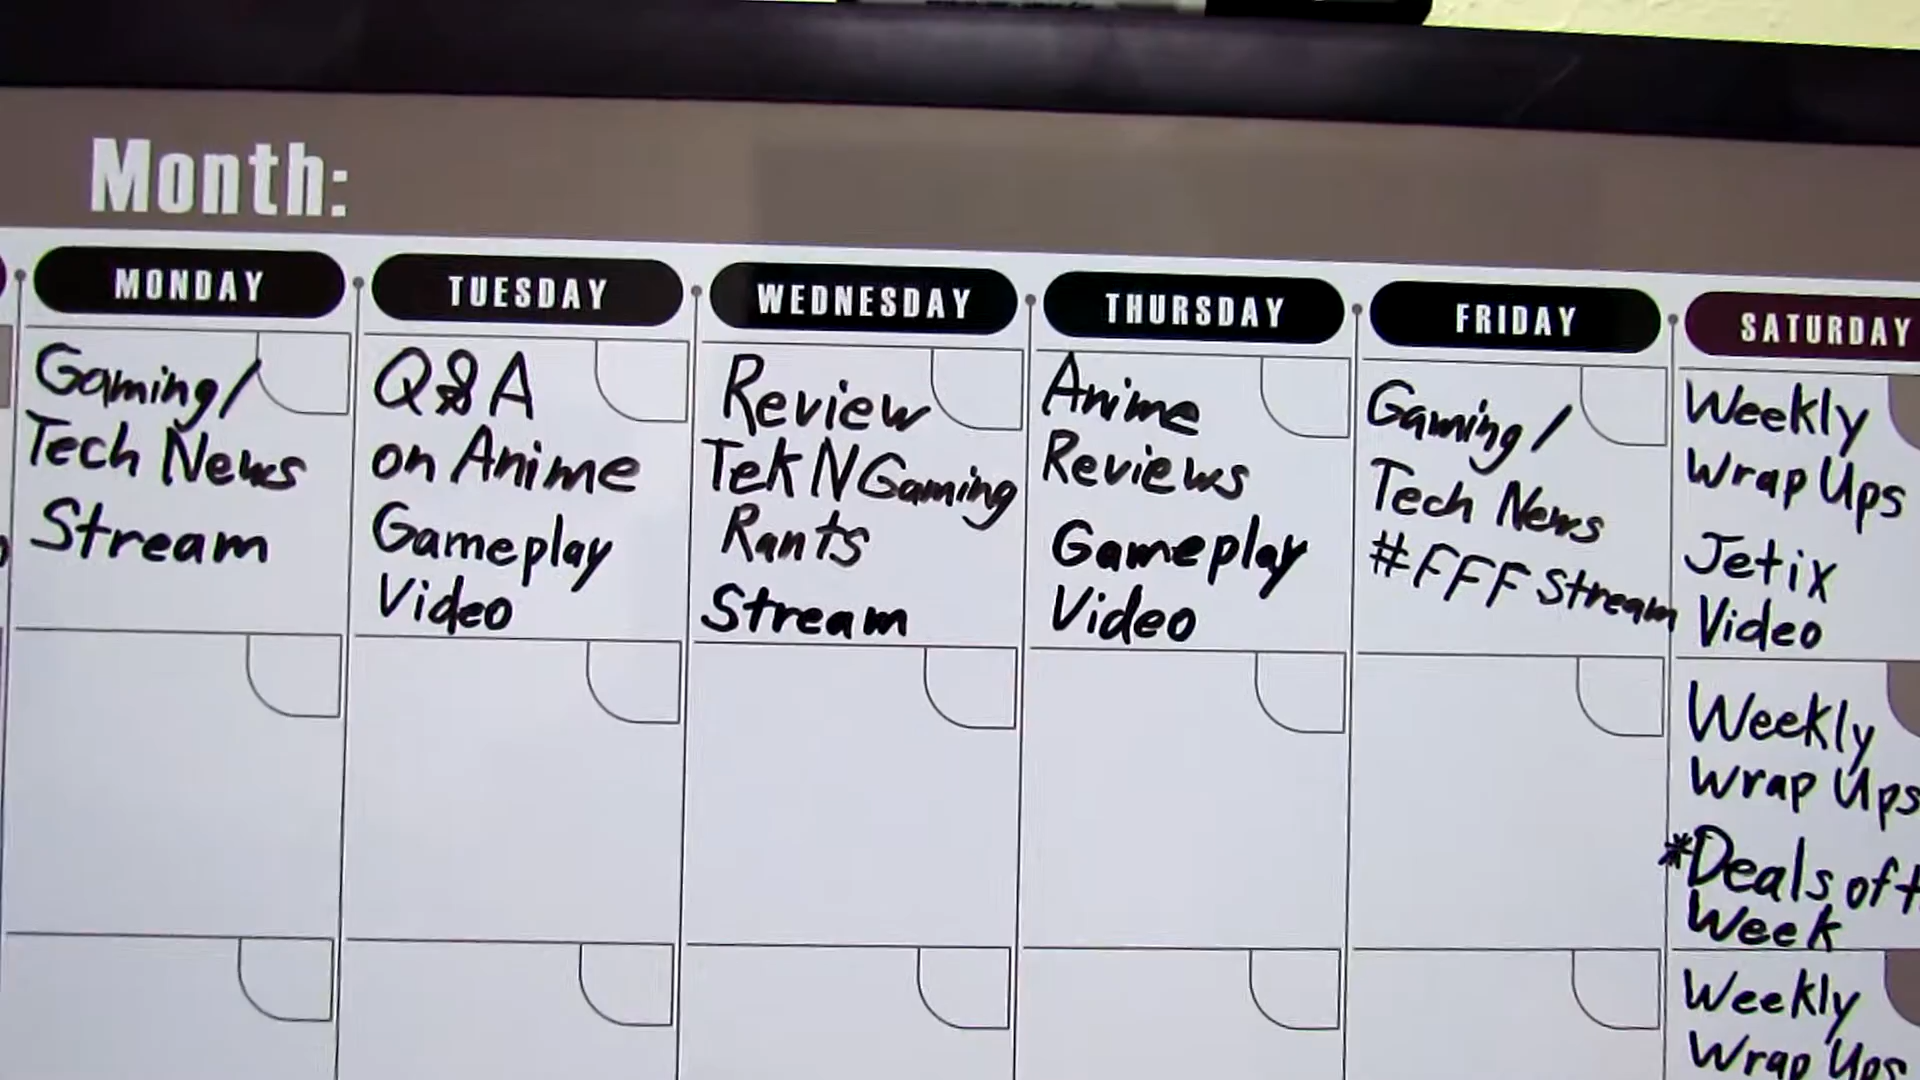 Month:
MONDAY
TUESDAY
WEDNESDAY
THURSDAY
FRIDAY
SATURDAY
Gaming/
Tech News
Stream
Q&A
on Anime
Gameplay
Video
Review
TekNGaming
Rants
Stream
Anime
Reviews
Gameplay
Video
Gaming/
Tech News
#FFF Stream
Weekly
Wrap Ups
Jetix
Video
Weekly
Wrap Ups
*Deals of
Week
Weekly
Wrap Ups